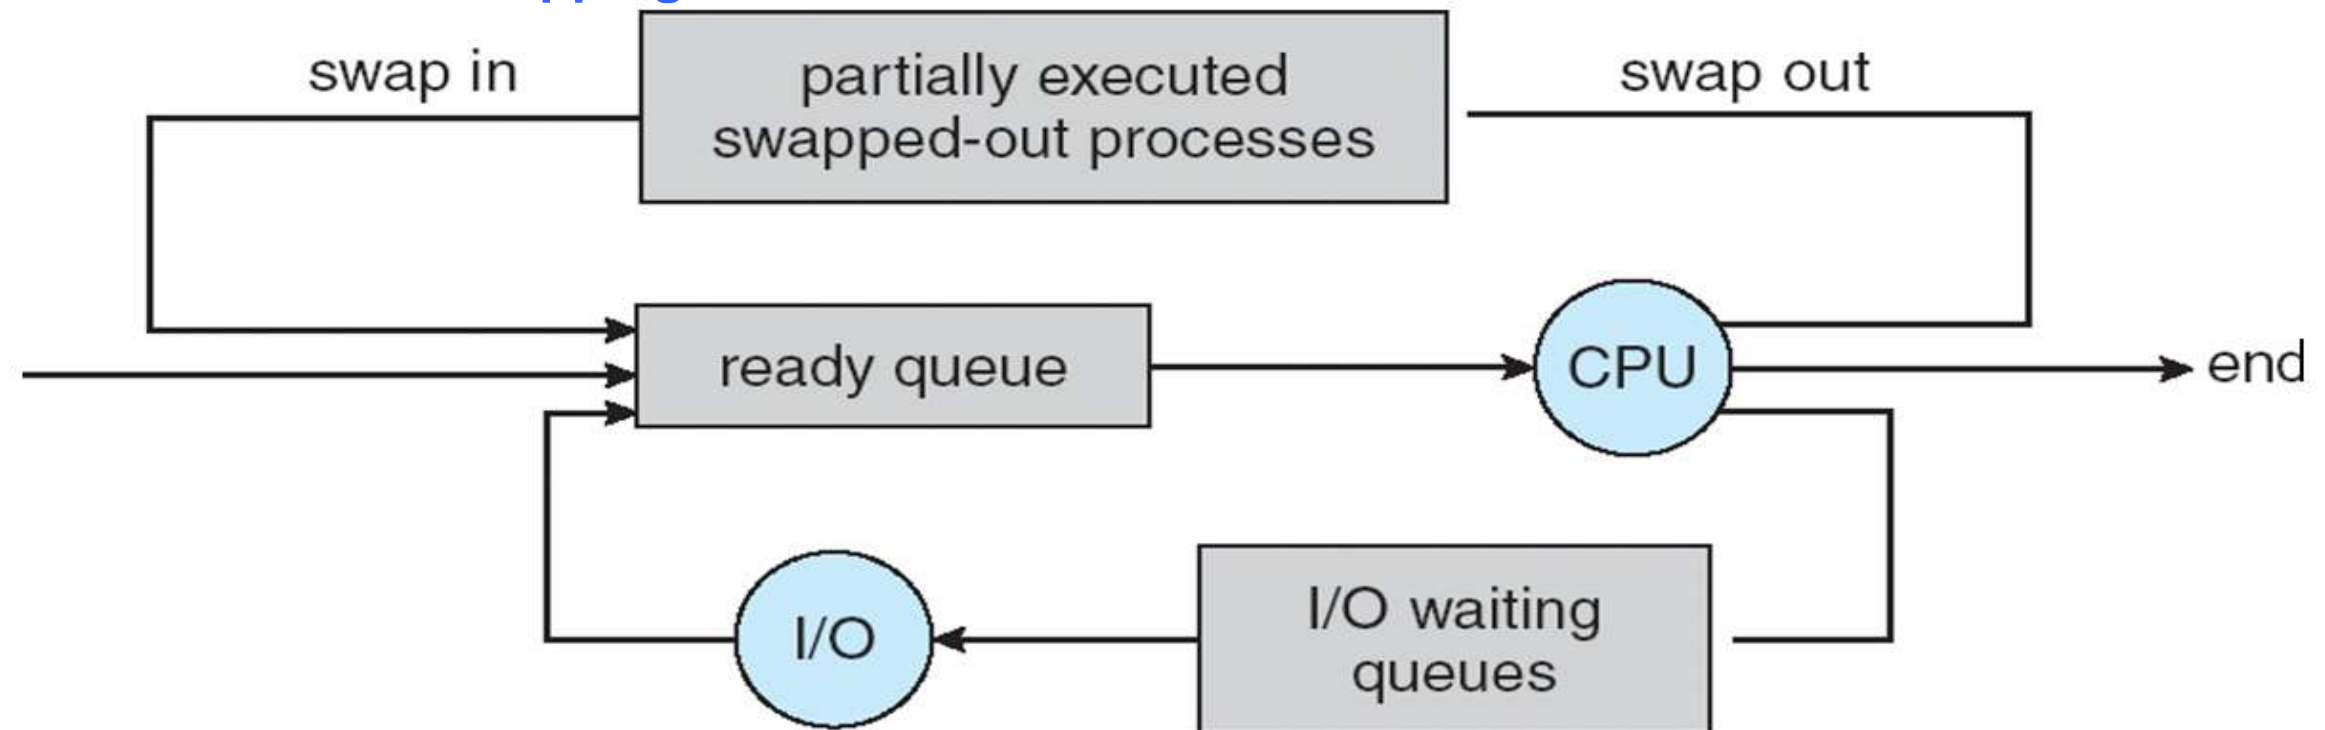 swap in
partially executed
swapped-out processes
swap out
ready queue
CPU
end
I/O
I/O waiting
queues